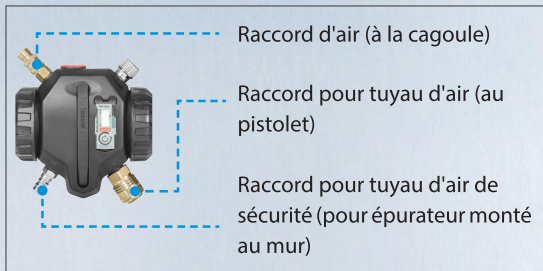 Raccord d'air (à la cagoule)
Raccord pour tuyau d'air (au
pistolet)
Raccord pour tuyau d'air de
sécurité (pour épurateur monté
au mur)